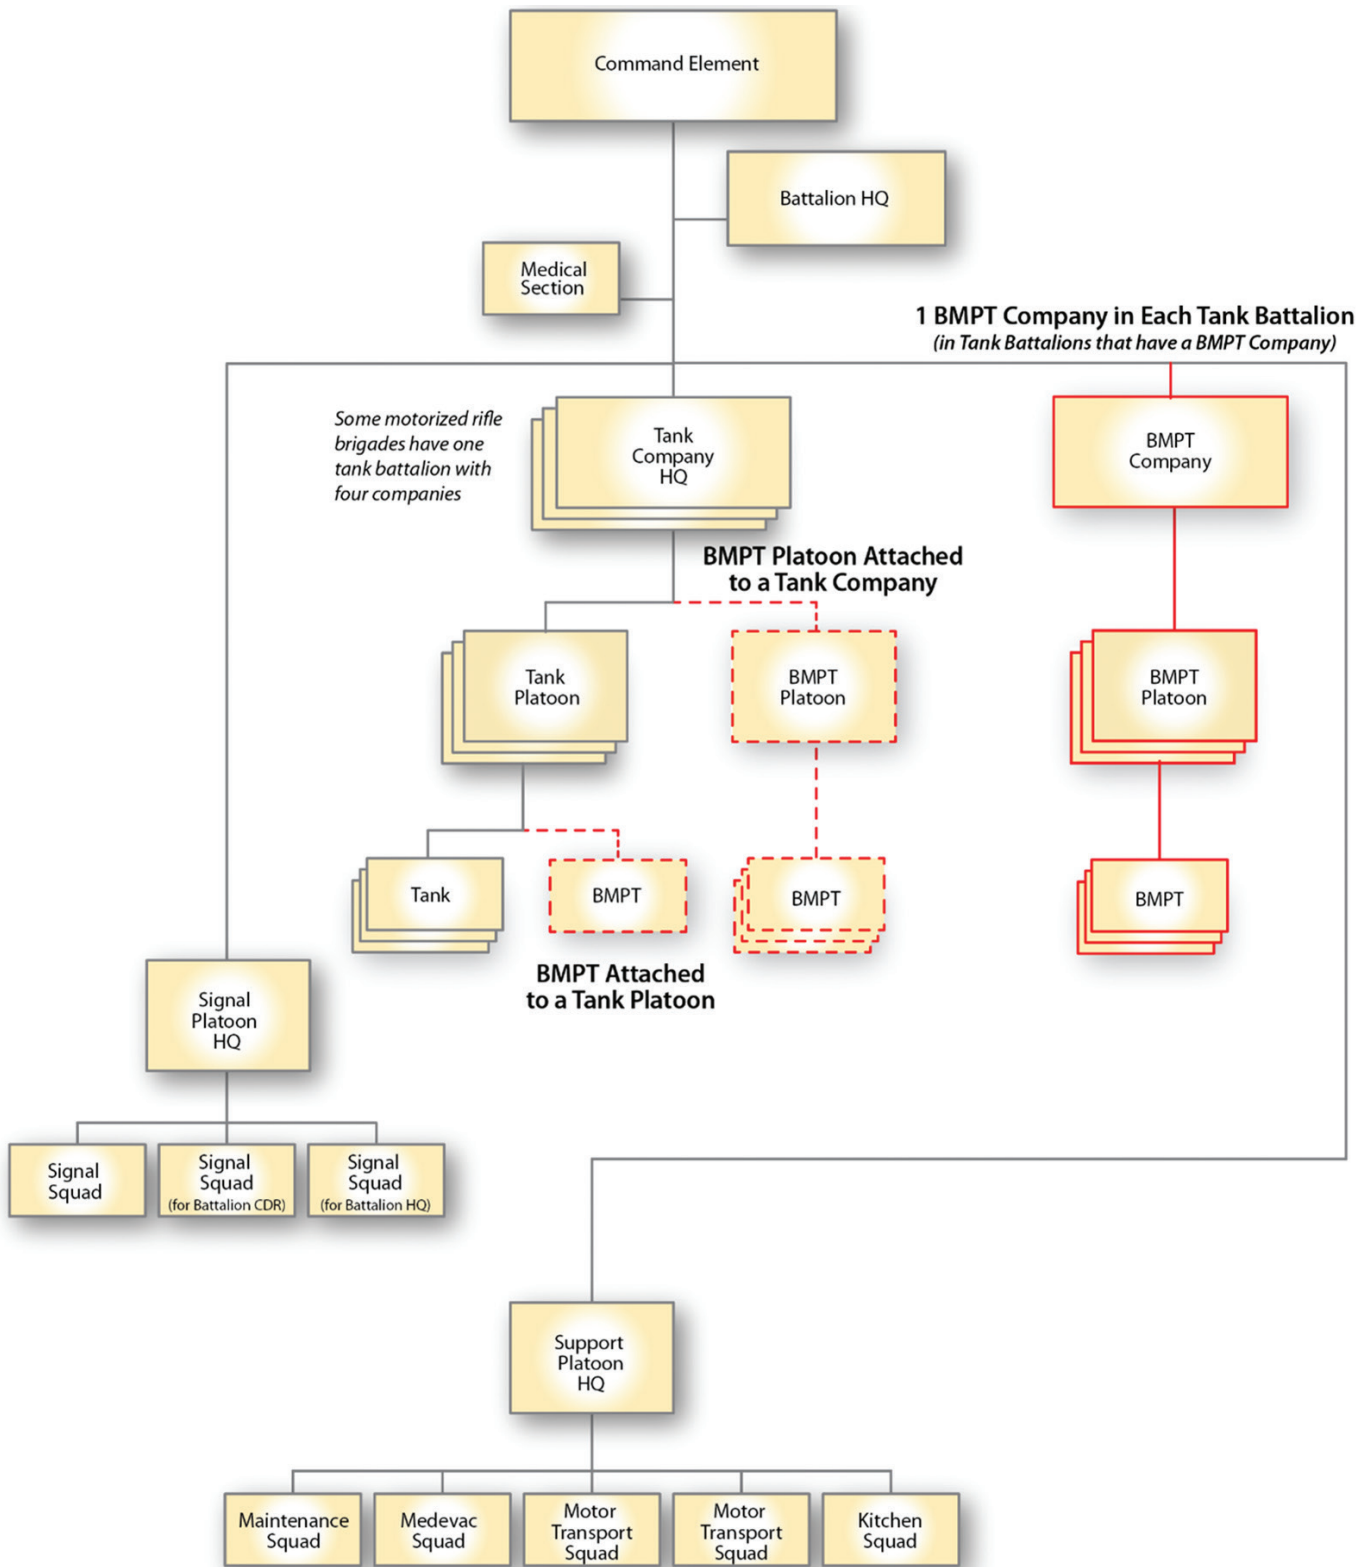 Command Element
Battalion HQ
Medical
Section
1 BMPT Company in Each Tank Battalion
(in Tank Battalions that have a BMPT Company)
Some motorized rifle
brigades have one
tank battalion with
four companies
Tank
Company
HQ
BMPT
Company
BMPT Platoon Attached
to a Tank Company
Tank
Platoon
BMPT
Platoon
BMPT
Platoon
Tank
BMPT
BMPT
BMPT
BMPT Attached
to a Tank Platoon
Signal
Platoon
HQ
Signal
Squad
Signal
Squad
(for Battalion CDR)
Signal
Squad
(for Battalion HQ)
Support
Platoon
HQ
Maintenance
Squad
Medevac
Squad
Motor
Transport
Squad
Motor
Transport
Squad
Kitchen
Squad